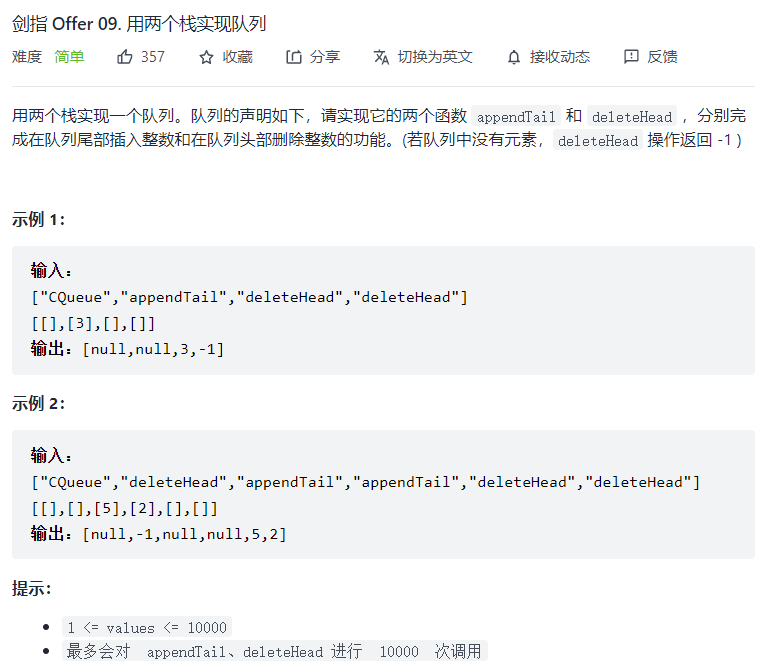 剑指 Offer 09. 用两个栈实现队列
难度 简单 357 收藏 分享 切换为英文 接收动态 反馈
用两个栈实现一个队列。队列的声明如下，请实现它的两个函数 appendTail 和 deleteHead ，分别完
成在队列尾部插入整数和在队列头部删除整数的功能。(若队列中没有元素，deleteHead 操作返回 -1 )
示例 1：
输入：
["CQueue","appendTail","deleteHead","deleteHead"]
[[],[3],[],[]]
输出：[null,null,3,-1]
示例 2：
输入：
["CQueue","deleteHead","appendTail","appendTail","deleteHead","deleteHead"]
[[],[],[5],[2],[],[]]
输出：[null,-1,null,null,5,2]
提示：
1 <= values <= 10000
最多会对 appendTail、deleteHead 进行 10000 次调用